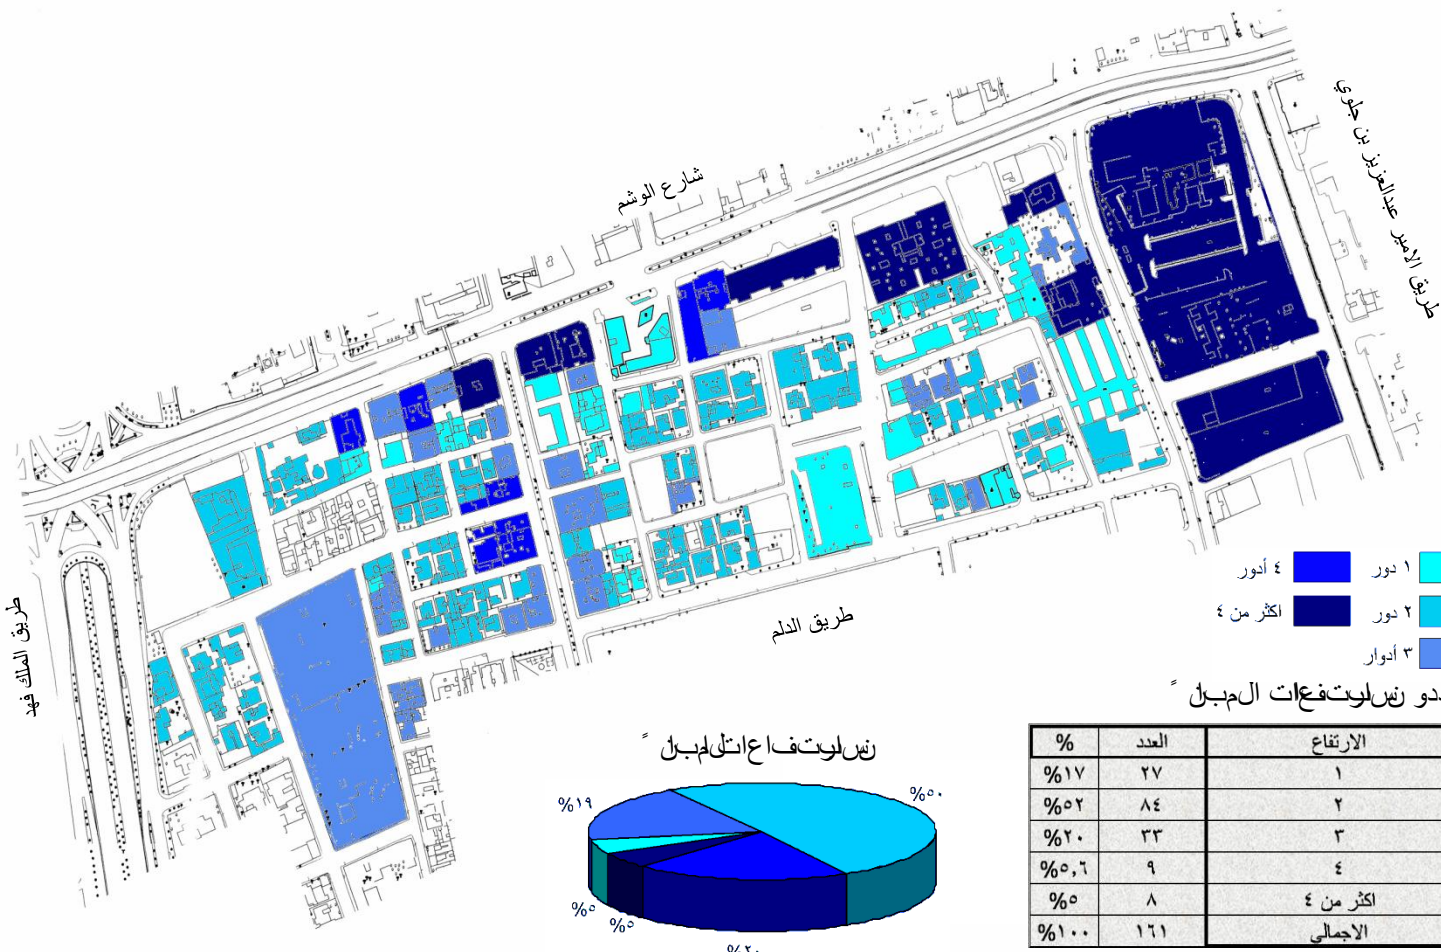 شارع الوشم
طريق الامير عبدالعزيز بن جلوي
طريق الدلم
طريق الملك فهد
١ دور
٤ أدور
٢ دور
اكثر من ٤
٣ أدوار
الارتفاع العدد %
١ ٢٧ %١٧
٢ ٨٤ %٥٢
٣ ٣٣ %٢٠
٤ ٩ %٥,٦
اكثر من ٤ ٨ %٥
الاجمالي ١٦١ %١٠٠
%٥٠
%١٩
%٥
%٥
%٢٠